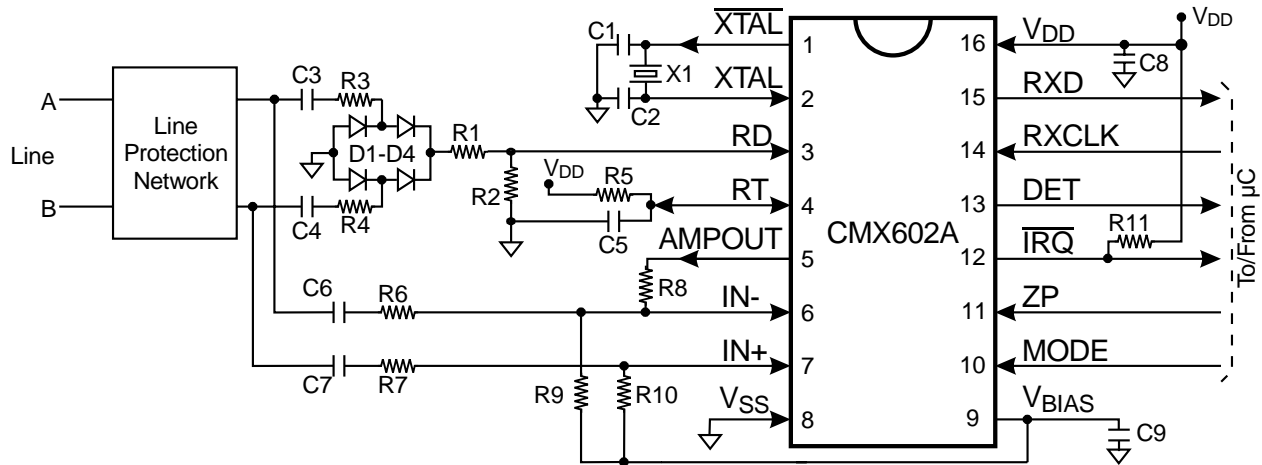 A
B
Line
Line
Protection
Network
C3
R3
D1-D4
C4
R4
R1
R2
VDD
R5
C5
C1
X1
C2
C6
R6
C7
R7
R8
R9
R10
XTAL
XTAL
RD
RT
AMPOUT
IN-
IN+
VSS
1
2
3
4
5
6
7
8
CMX602A
16
15
14
13
12
11
10
9
VDD
RXD
RXCLK
DET
IRQ
ZP
MODE
VBIAS
VDD
C8
R11
C9
To/From µC